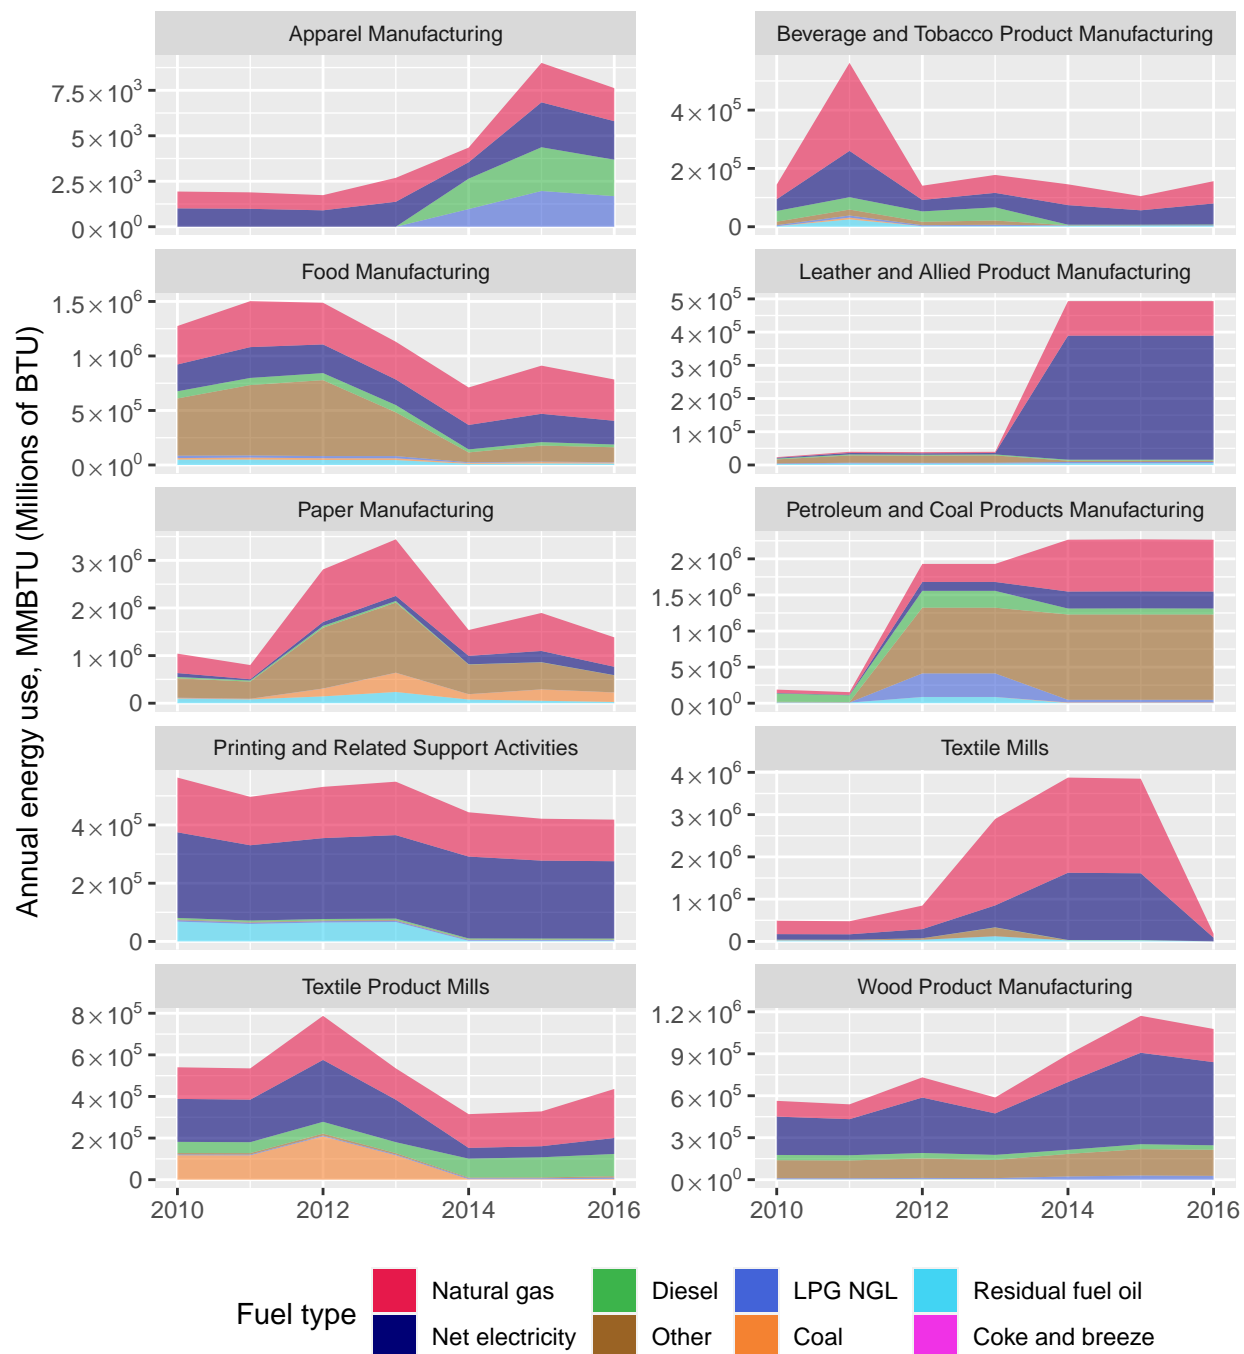 Annual energy use, MMBTU (Millions of BTU)
Apparel Manufacturing
7.5×10³
5×10³
2.5×10³
0×10⁰
Beverage and Tobacco Product Manufacturing
4×10⁵
2×10⁵
0
Food Manufacturing
1.5×10⁶
1×10⁶
5×10⁵
0×10⁰
Leather and Allied Product Manufacturing
5×10⁵
4×10⁵
3×10⁵
2×10⁵
1×10⁵
0
Paper Manufacturing
3×10⁶
2×10⁶
1×10⁶
0
Petroleum and Coal Products Manufacturing
2×10⁶
1.5×10⁶
1×10⁶
5×10⁵
0×10⁰
Printing and Related Support Activities
4×10⁵
2×10⁵
0
Textile Mills
4×10⁶
3×10⁶
2×10⁶
1×10⁶
0
Textile Product Mills
8×10⁵
6×10⁵
4×10⁵
2×10⁵
0
2010 2012 2014 2016
Wood Product Manufacturing
1.2×10⁶
9×10⁵
6×10⁵
3×10⁵
0×10⁰
2010 2012 2014 2016
Fuel type
Natural gas Diesel LPG NGL Residual fuel oil
Net electricity Other Coal Coke and breeze